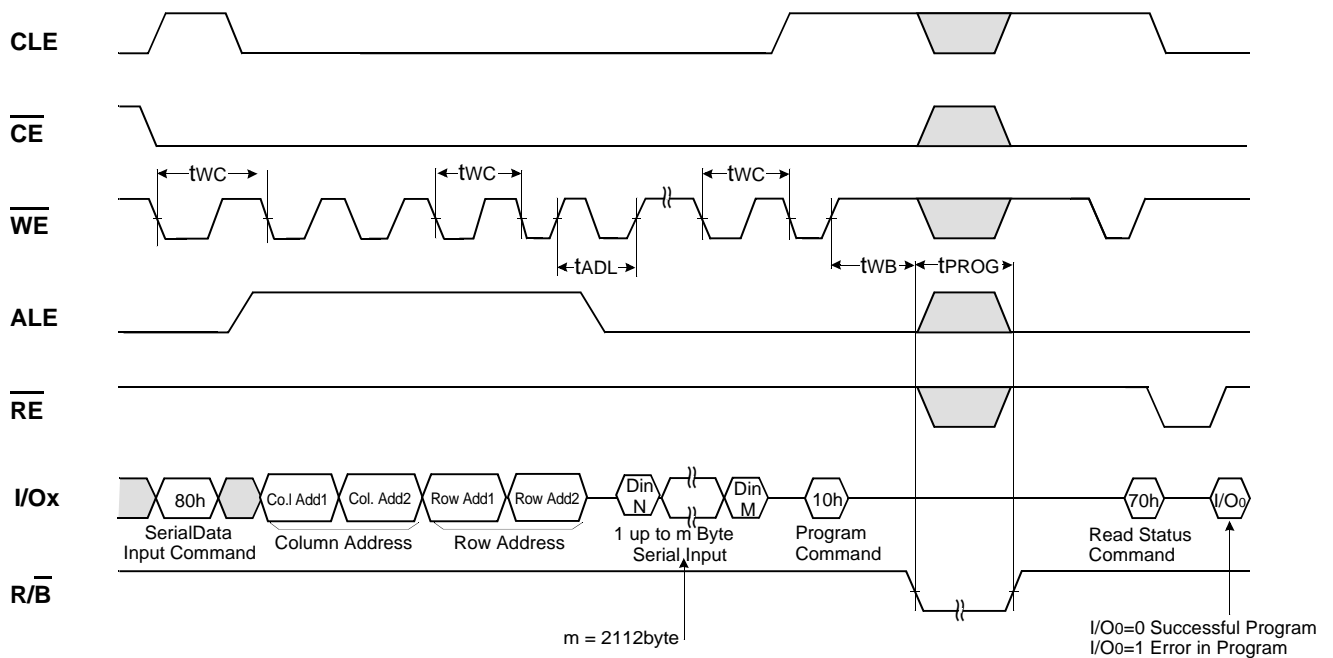 CLE
CE
tWC
tWC
tWC
WE
tADL
tWB
tPROG
ALE
RE
I/Ox
80h
Co.l Add1
Col. Add2
Row Add1
Row Add2
Din
N
Din
M
10h
70h
I/O0
SerialData
Input Command
Column Address
Row Address
1 up to m Byte
Serial Input
Program
Command
Read Status
Command
R/B
m = 2112byte
I/O0=0 Successful Program
I/O0=1 Error in Program